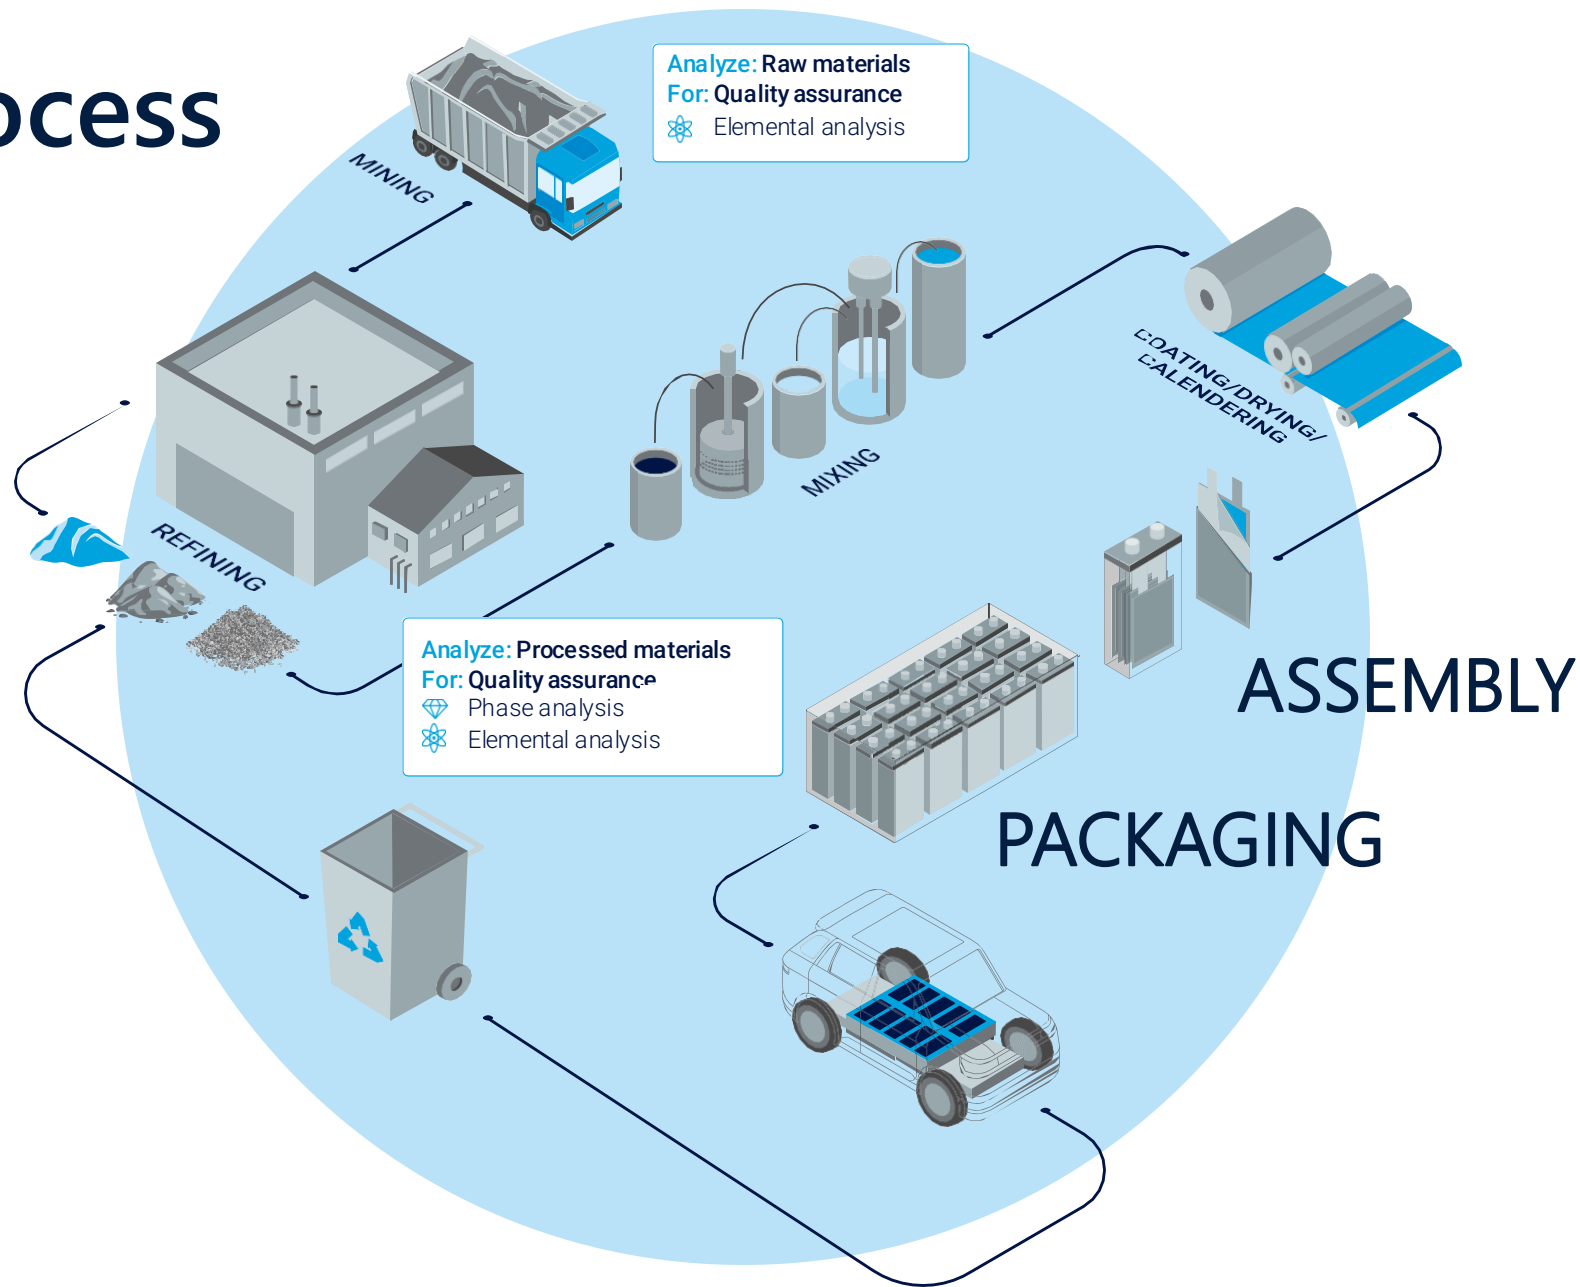 ocess
Analyze: Raw materials
For: Quality assurance
Elemental analysis
MINING
COATING/DRYING/
CALENDERING
MIXING
REFINING
Analyze: Processed materials
For: Quality assurance
Phase analysis
Elemental analysis
ASSEMBLY
PACKAGING